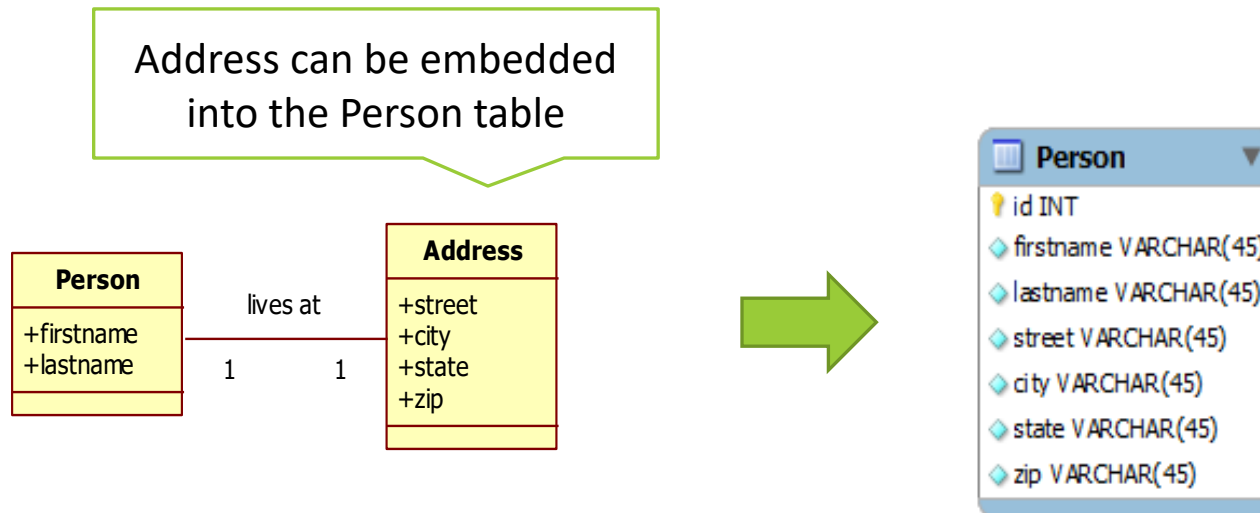 Address can be embedded
into the Person table
Person
+firstname
+lastname
lives at
1
1
Address
+street
+city
+state
+zip
Person
id INT
firstname VARCHAR(45)
lastname VARCHAR(45)
street VARCHAR(45)
city VARCHAR(45)
state VARCHAR(45)
zip VARCHAR(45)